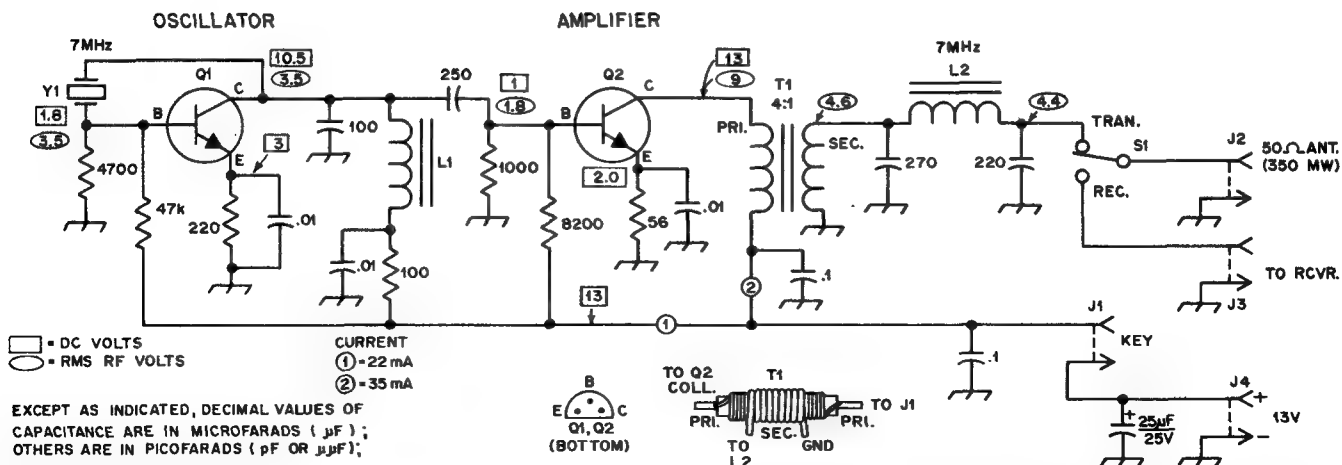 OSCILLATOR
AMPLIFIER
7MHz
Y1
1.8
3.5
Q1
10.5
3.5
B
C
E
3
4700
47k
220
.01
100
L1
.01
100
250
1
1.8
1000
8200
Q2
B
C
E
2.0
56
.01
13
9
T1
4:1
PRI.
SEC.
4.6
2
.1
7MHz
L2
270
4.4
220
TRAN.
S1
REC.
J2
50Ω ANT.
(350 MW)
TO RCVR.
J3
13
1
.1
J1
KEY
25µF
25V
J4
+
13V
-
+
= DC VOLTS
= RMS RF VOLTS
CURRENT
1 = 22 mA
2 = 35 mA
EXCEPT AS INDICATED, DECIMAL VALUES OF
CAPACITANCE ARE IN MICROFARADS ( µF ) ;
OTHERS ARE IN PICOFARADS ( pF OR µµF);
B
E
C
Q1, Q2
(BOTTOM)
TO Q2
COLL.
T1
PRI.
TO J1
PRI.
SEC.
TO
L2
GND